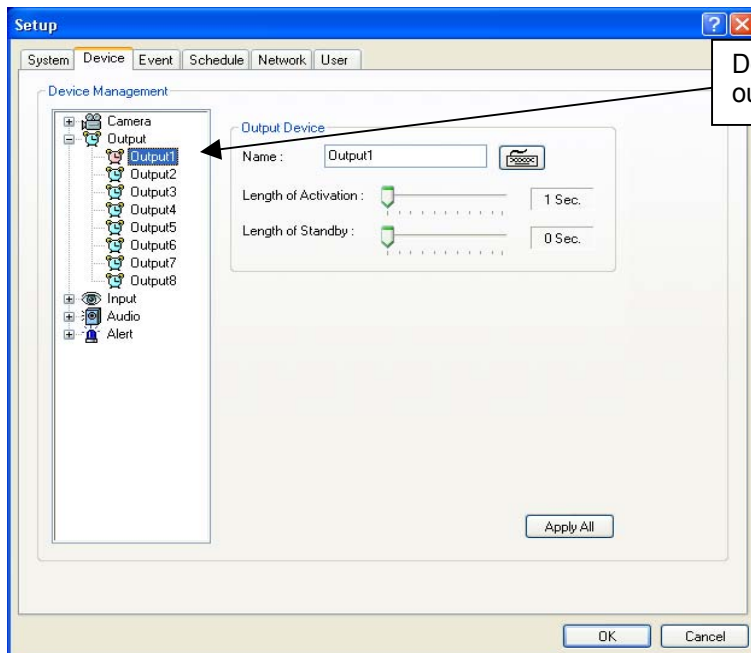 Setup
System Device Event Schedule Network User
Device Management
Camera
Output
Output1
Output2
Output3
Output4
Output5
Output6
Output7
Output8
Input
Audio
Alert
Output Device
Name : Output1
Length of Activation : 1 Sec.
Length of Standby : 0 Sec.
Apply All
OK Cancel